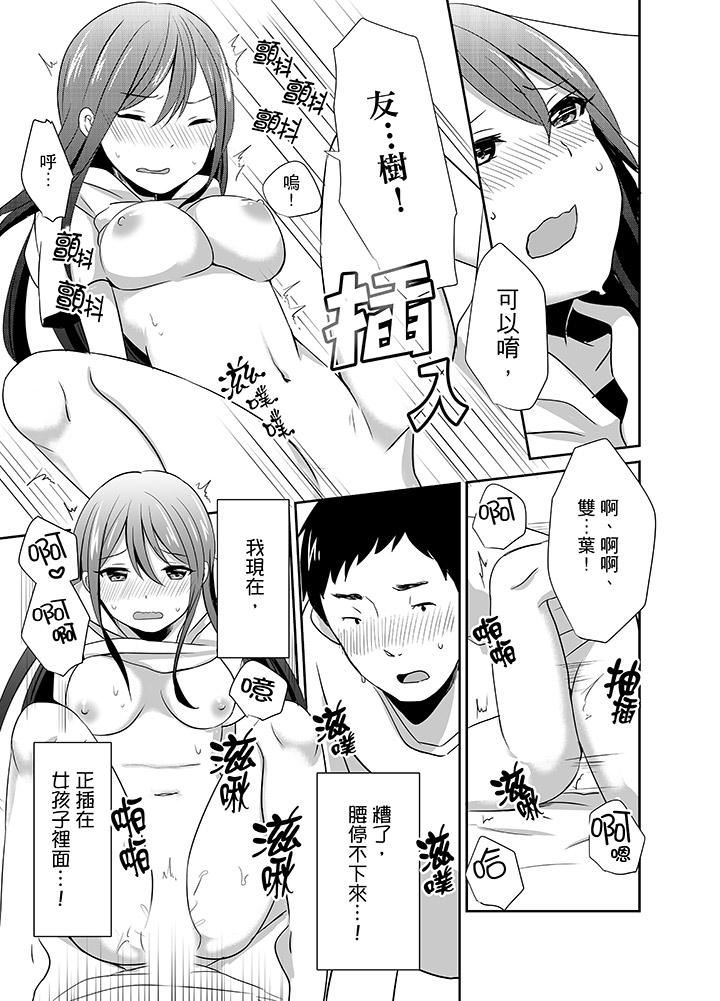 可以唷，
友…樹！
插入
顫抖
顫抖
顫抖
嗚！
呼…
顫抖
顫抖
滋噗
噗
啊、啊啊、
雙…葉！
啊
啪
啪
抽插
滋啾
啊
嗯
哈
滋噗
糟了，
腰停不下來…！
滋噗
我現在，
啊♡
啊
啊
噫
滋啾
滋啾
啪
啪
正插在
女孩子裡面…！